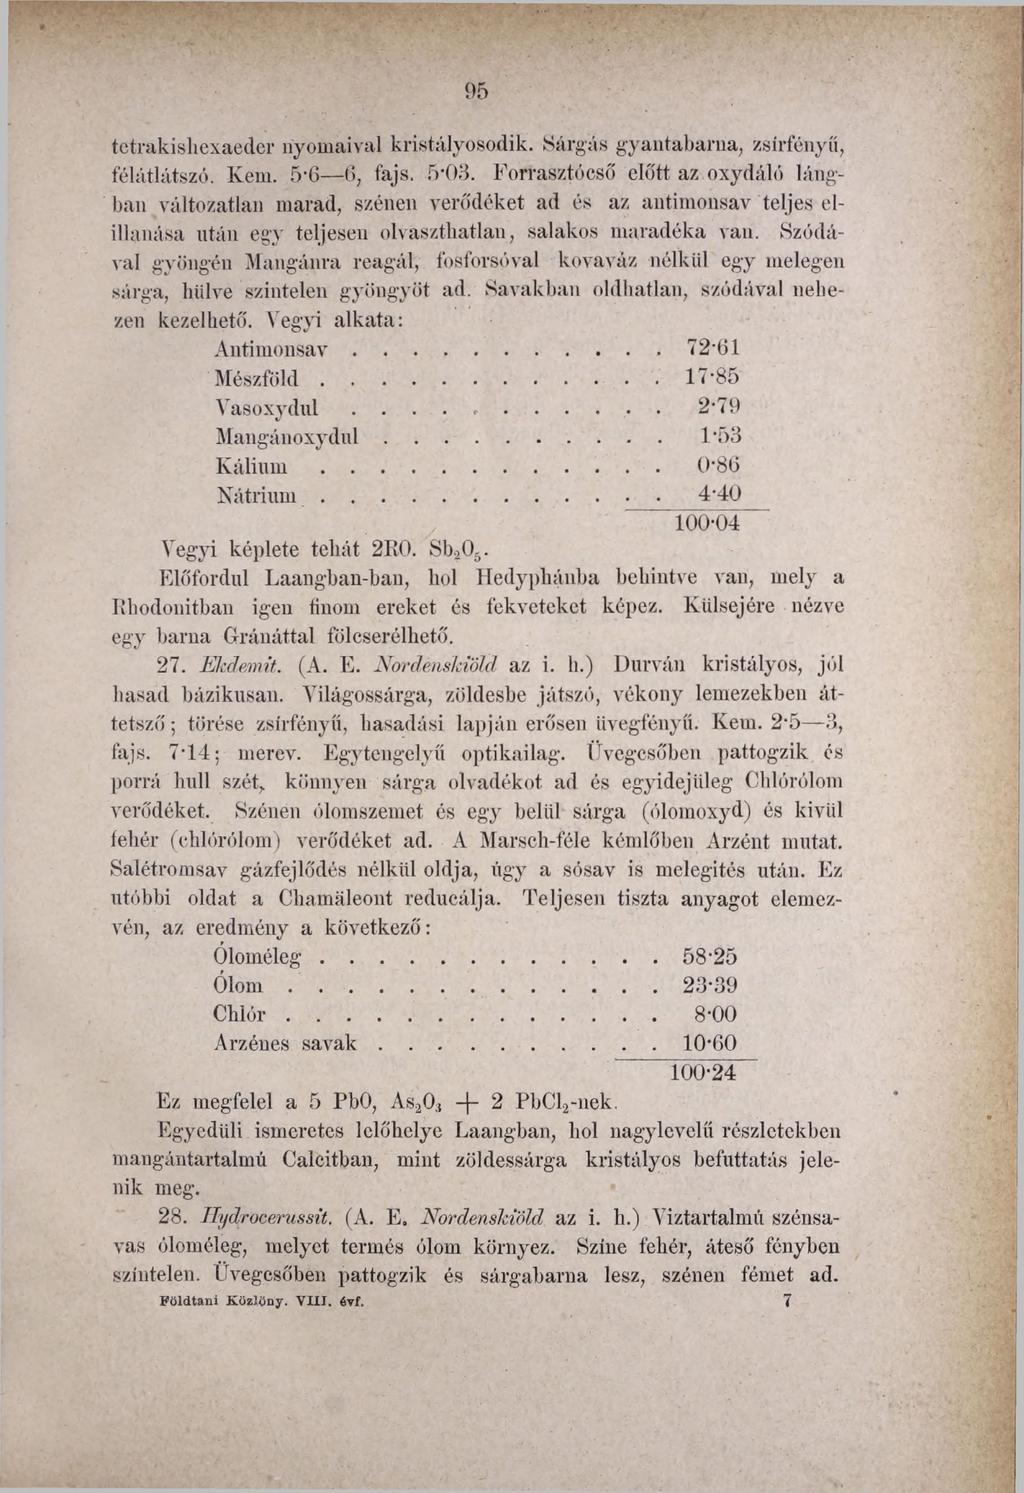 95
tetrakishexaeder nyomaival kristályosodik. Sárgás gyantabarna, zsírfényű,
félátlátszó. Kem. 5·6—6, fajs. 5·03. Forrasztócső előtt az oxydáló láng-
ban változatlan marad, szénen verődéket ad és az antimonsav teljes el-
illanása után egy teljesen olvaszthatlan, salakos maradéka van. Szódá-
val gyöngén Mangánra reagál, fosforsóval kovaváz nélkül egy melegen
sárga, hülve szintelen gyöngyöt ad. Savakban oldhatlan, szódával nehe-
zen kezelhető. Vegyi alkata:
Antimonsav . . . . . . . . . . . 72·61
Mészföld . . . . . . . . . . . . 17·85
Vasoxydul . . . . . . . . . . . 2·79
Mangánoxydul . . . . . . . . . . 1·53
Kálium . . . . . . . . . . . . 0·86
Nátrium . . . . . . . . . . . . 4·40
100·04
Vegyi képlete tehát 2RO. Sb₂O₅.
Előfordul Laangban-ban, hol Hedyphánba behintve van, mely a
Rhodonitban igen finom ereket és fekveteket képez. Külsejére nézve
egy barna Gránáttal fölcserélhető.
27. Ekdemit. (A. E. Nordenskiöld az i. h.) Durván kristályos, jól
hasad bázikusan. Világossárga, zöldesbe játszó, vékony lemezekben át-
tetsző; törése zsírfényű, hasadási lapján erősen üvegfényű. Kem. 2·5—3,
fajs. 7·14; merev. Egytengelyű optikailag. Üvegcsőben pattogzik és
porrá hull szét, könnyen sárga olvadékot ad és egyidejüleg Chlórólom
verődéket. Szénen ólomszemet és egy belül sárga (ólomoxyd) és kivül
fehér (chlórólom) verődéket ad. A Marsch-féle kémlőben Arzént mutat.
Salétromsav gázfejlődés nélkül oldja, úgy a sósav is melegités után. Ez
utóbbi oldat a Chamäleont reducálja. Teljesen tiszta anyagot elemez-
vén, az eredmény a következő:
Óloméleg . . . . . . . . . . . . 58·25
Ólom . . . . . . . . . . . . . 23·39
Chlór . . . . . . . . . . . . . 8·00
Arzénes savak . . . . . . . . . . 10·60
100·24
Ez megfelel a 5 PbO, As₂O₃ + 2 PbCl₂-nek.
Egyedüli ismeretes lelőhelye Laangban, hol nagylevelű részletekben
mangántartalmú Calcitban, mint zöldessárga kristályos befuttatás jele-
nik meg.
28. Hydrocerussit. (A. E. Nordenskiöld az i. h.) Viztartalmú szénsa-
vas óloméleg, melyet termés ólom környez. Színe fehér, áteső fényben
színtelen. Üvegcsőben pattogzik és sárgabarna lesz, szénen fémet ad.
Földtani Közlöny. VIII. évf. 7